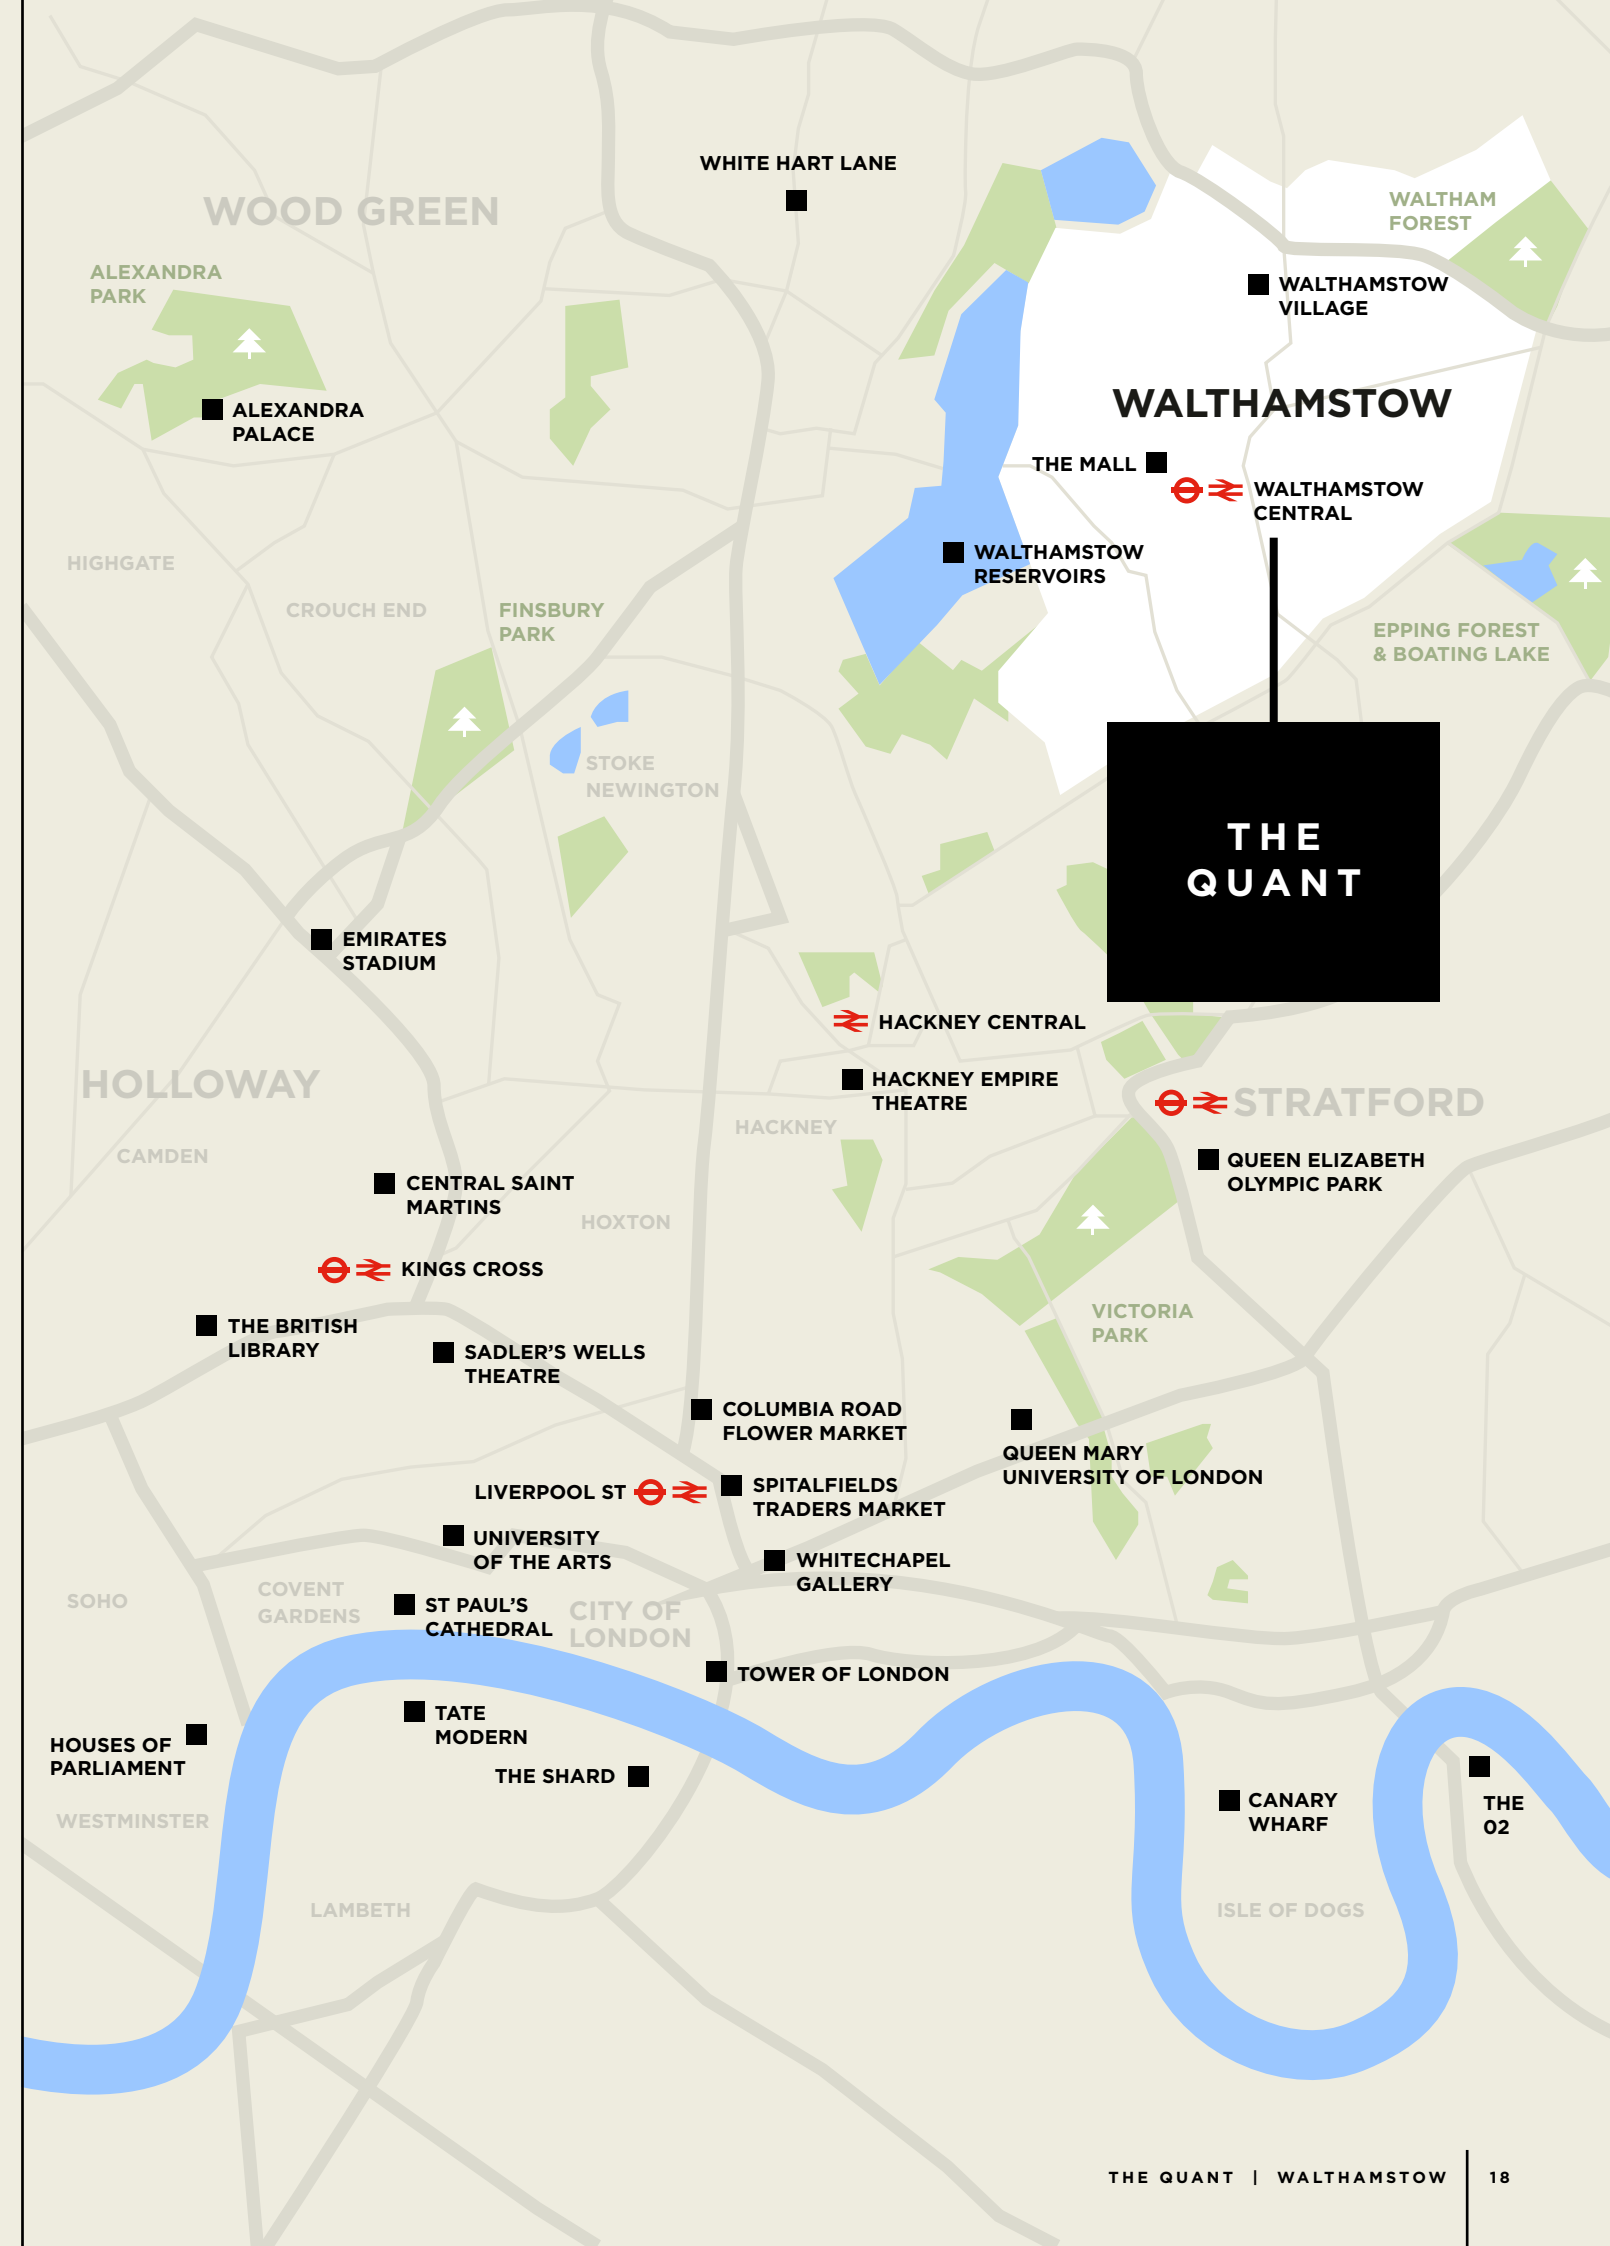 WHITE HART LANE
WOOD GREEN
WALTHAM
FOREST
ALEXANDRA
PARK
WALTHAMSTOW
VILLAGE
WALTHAMSTOW
ALEXANDRA
PALACE
THE MALL
WALTHAMSTOW
CENTRAL
WALTHAMSTOW
RESERVOIRS
HIGHGATE
CROUCH END
FINSBURY
PARK
EPPING FOREST
& BOATING LAKE
STOKE
NEWINGTON
THE
QUANT
EMIRATES
STADIUM
HACKNEY CENTRAL
HOLLOWAY
HACKNEY EMPIRE
THEATRE
STRATFORD
HACKNEY
CAMDEN
QUEEN ELIZABETH
OLYMPIC PARK
CENTRAL SAINT
MARTINS
HOXTON
KINGS CROSS
VICTORIA
PARK
THE BRITISH
LIBRARY
SADLER’S WELLS
THEATRE
COLUMBIA ROAD
FLOWER MARKET
QUEEN MARY
UNIVERSITY OF LONDON
LIVERPOOL ST
SPITALFIELDS
TRADERS MARKET
UNIVERSITY
OF THE ARTS
WHITECHAPEL
GALLERY
SOHO
COVENT
GARDENS
ST PAUL’S
CATHEDRAL
CITY OF
LONDON
TOWER OF LONDON
TATE
MODERN
HOUSES OF
PARLIAMENT
THE SHARD
CANARY
WHARF
THE
02
WESTMINSTER
LAMBETH
ISLE OF DOGS
THE QUANT | WALTHAMSTOW 18